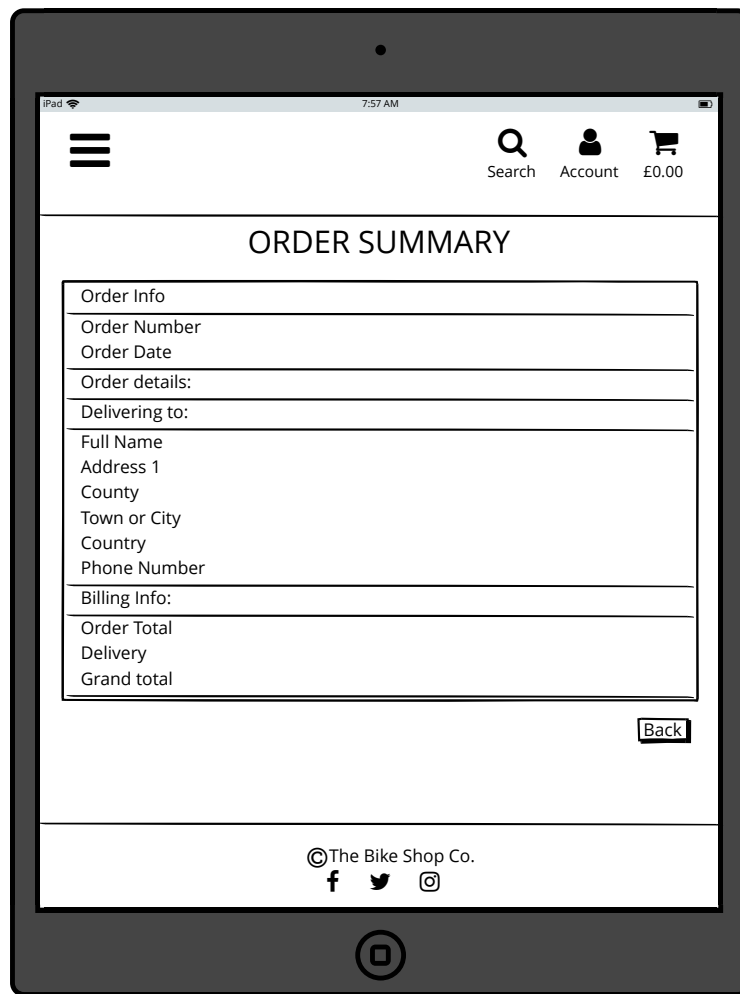 iPad 7:57 AM
Search Account £0.00
ORDER SUMMARY
Order Info
Order Number
Order Date
Order details:
Delivering to:
Full Name
Address 1
County
Town or City
Country
Phone Number
Billing Info:
Order Total
Delivery
Grand total
Back
©The Bike Shop Co.